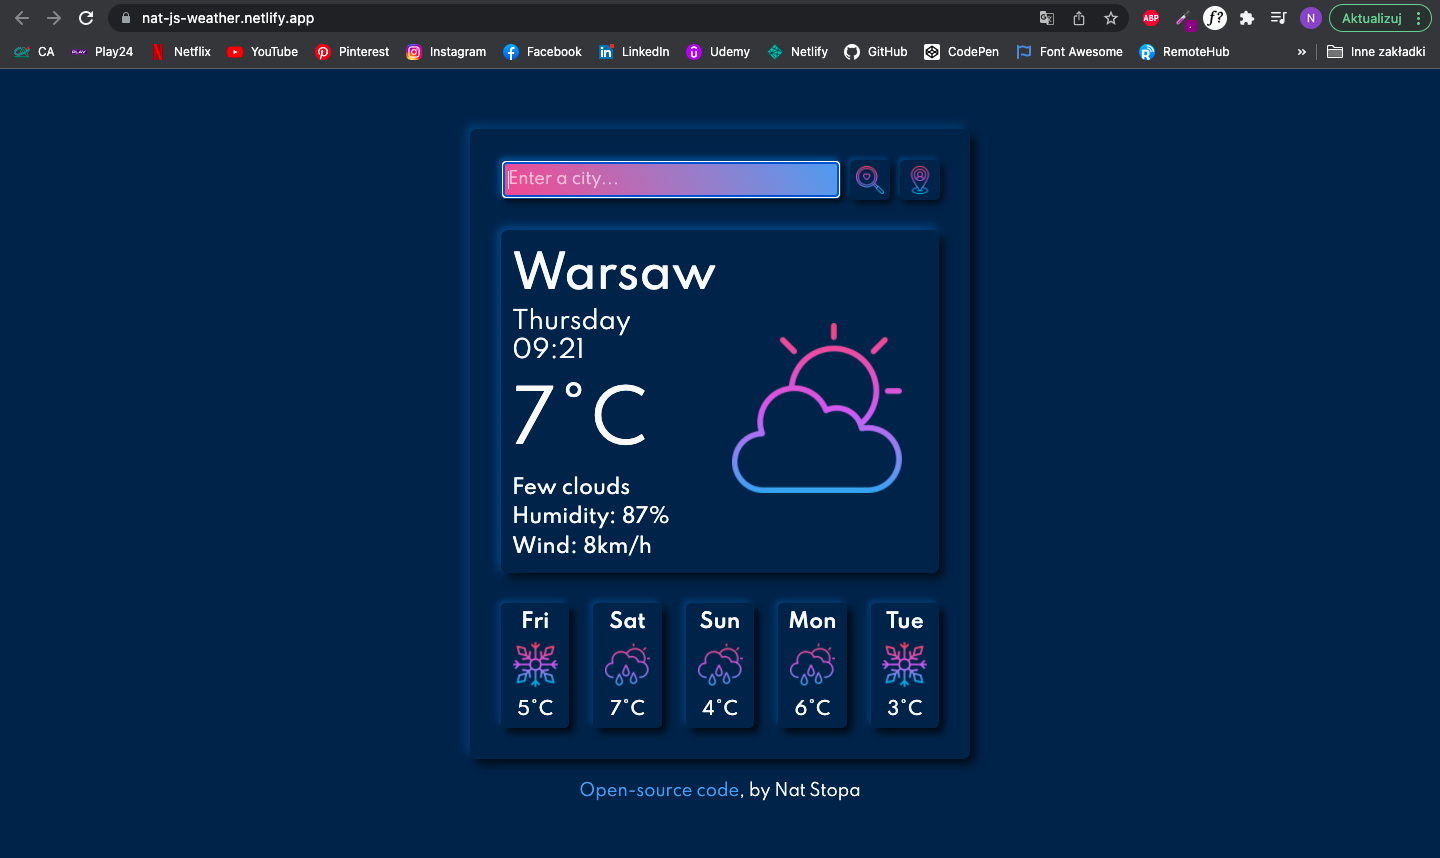 nat-js-weather.netlify.app
ABP
f?
N
Aktualizuj
CA
PLAY Play24
Netflix
YouTube
Pinterest
Instagram
Facebook
in LinkedIn
Udemy
Netlify
GitHub
CodePen
Font Awesome
RemoteHub
»
Inne zakładki
Enter a city...
Warsaw
Thursday
09:21
7°C
Few clouds
Humidity: 87%
Wind: 8km/h
Fri Sat Sun Mon Tue
5°C 7°C 4°C 6°C 3°C
Open-source code, by Nat Stopa